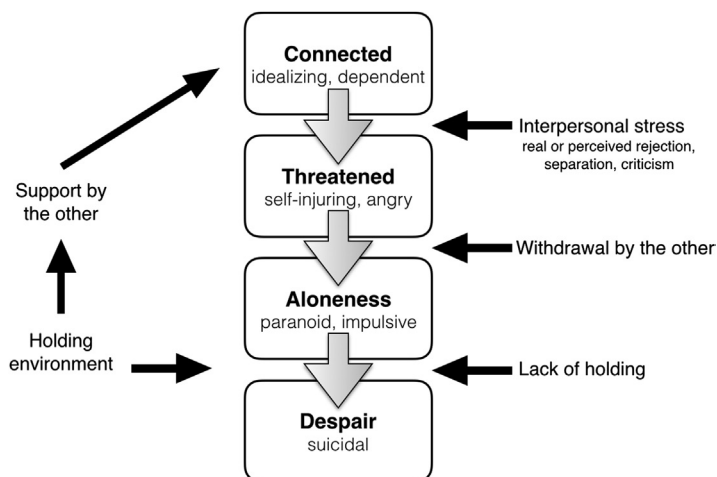 Connected
idealizing, dependent
Interpersonal stress
real or perceived rejection,
separation, criticism
Threatened
self-injuring, angry
Support by
the other
Withdrawal by the other
Aloneness
paranoid, impulsive
Holding
environment
Lack of holding
Despair
suicidal